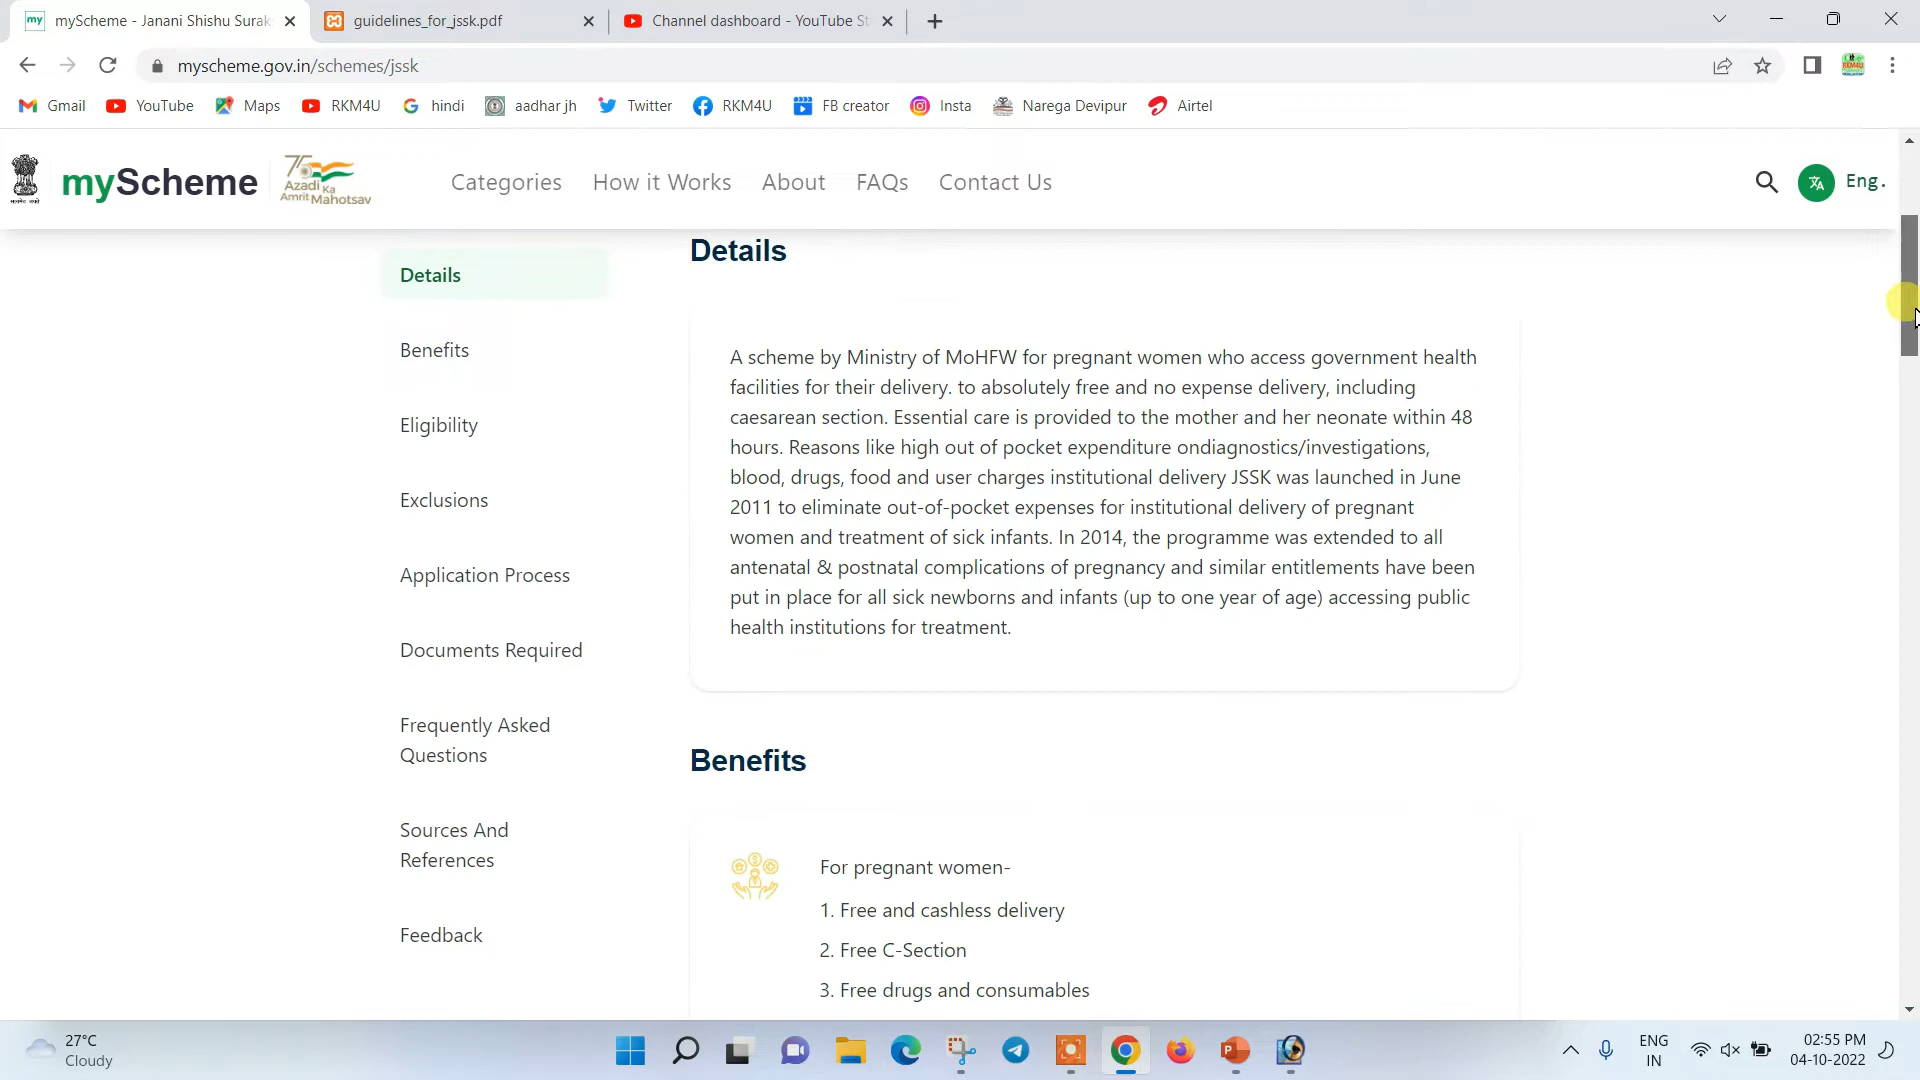 myScheme - Janani Shishu Surak
guidelines_for_jssk.pdf
Channel dashboard - YouTube St
myscheme.gov.in/schemes/jssk
Gmail
YouTube
Maps
RKM4U
hindi
aadhar jh
Twitter
RKM4U
FB creator
Insta
Narega Devipur
Airtel
myScheme
75
Azadi
Ka
Amrit Mahotsav
Categories
How it Works
About
FAQs
Contact Us
Eng.
Details
Benefits
Eligibility
Exclusions
Application Process
Documents Required
Frequently Asked
Questions
Sources And
References
Feedback
Details
A scheme by Ministry of MoHFW for pregnant women who access government health
facilities for their delivery. to absolutely free and no expense delivery, including
caesarean section. Essential care is provided to the mother and her neonate within 48
hours. Reasons like high out of pocket expenditure ondiagnostics/investigations,
blood, drugs, food and user charges institutional delivery JSSK was launched in June
2011 to eliminate out-of-pocket expenses for institutional delivery of pregnant
women and treatment of sick infants. In 2014, the programme was extended to all
antenatal & postnatal complications of pregnancy and similar entitlements have been
put in place for all sick newborns and infants (up to one year of age) accessing public
health institutions for treatment.
Benefits
For pregnant women-
1. Free and cashless delivery
2. Free C-Section
3. Free drugs and consumables
27°C
Cloudy
ENG
IN
02:55 PM
04-10-2022